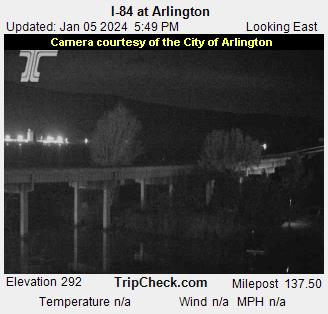 I-84 at Arlington
Updated: Jan 05 2024 5:49 PM Looking East
Camera courtesy of the City of Arlington
Elevation 292 TripCheck.com Milepost 137.50
Temperature n/a Wind n/a MPH n/a